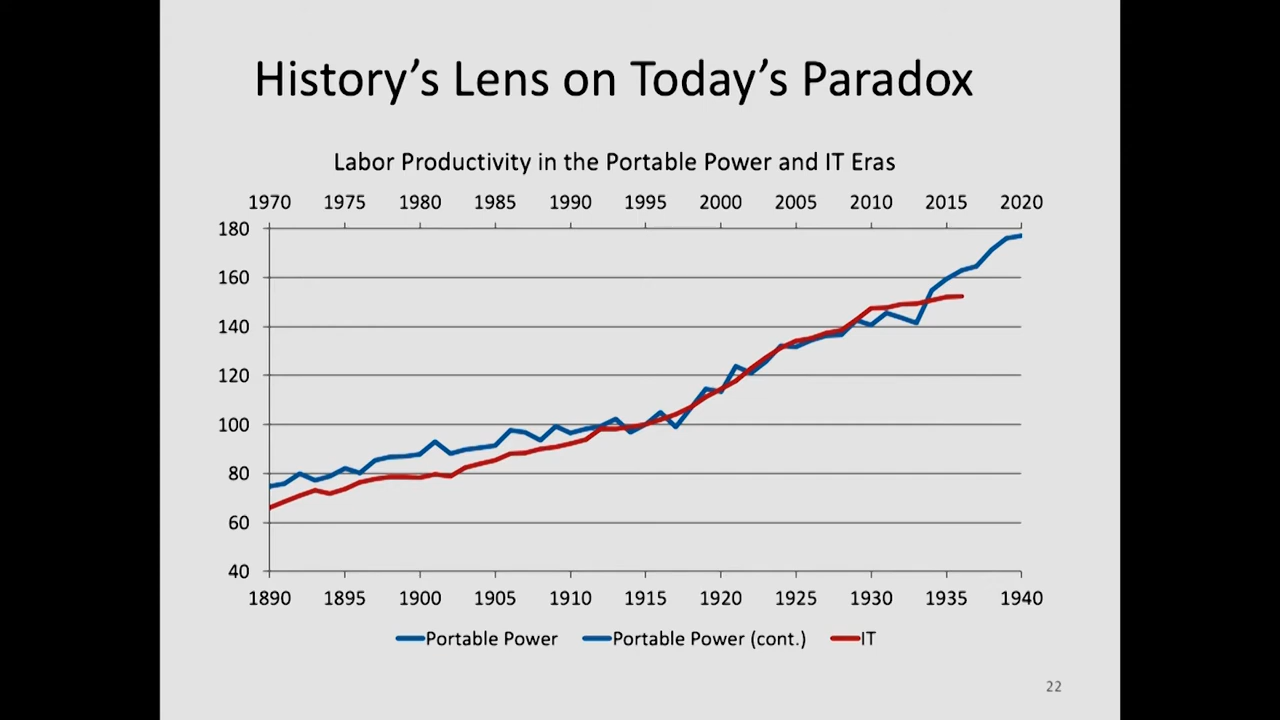 History's Lens on Today's Paradox
Labor Productivity in the Portable Power and IT Eras
1970 1975 1980 1985 1990 1995 2000 2005 2010 2015 2020
180
160
140
120
100
80
60
40
1890 1895 1900 1905 1910 1915 1920 1925 1930 1935 1940
Portable Power Portable Power (cont.) IT
22